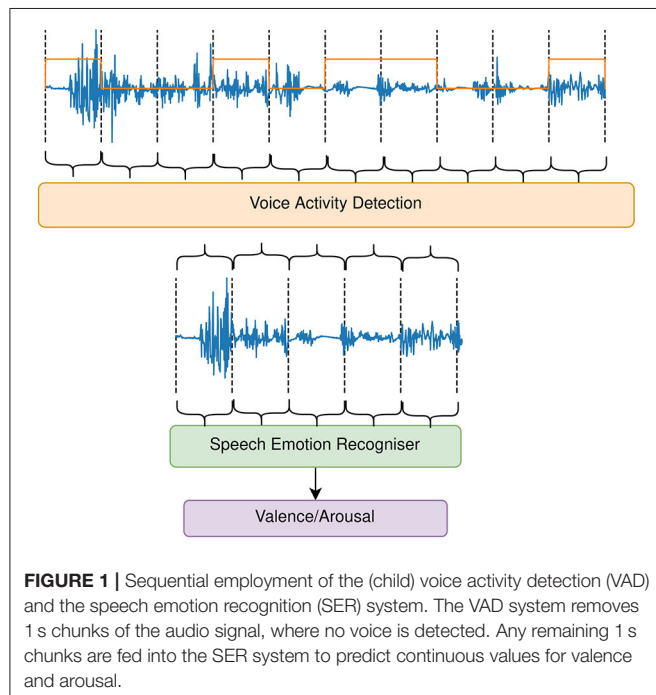 Voice Activity Detection
Speech Emotion Recogniser
Valence/Arousal
FIGURE 1 | Sequential employment of the (child) voice activity detection (VAD)
and the speech emotion recognition (SER) system. The VAD system removes
1 s chunks of the audio signal, where no voice is detected. Any remaining 1 s
chunks are fed into the SER system to predict continuous values for valence
and arousal.